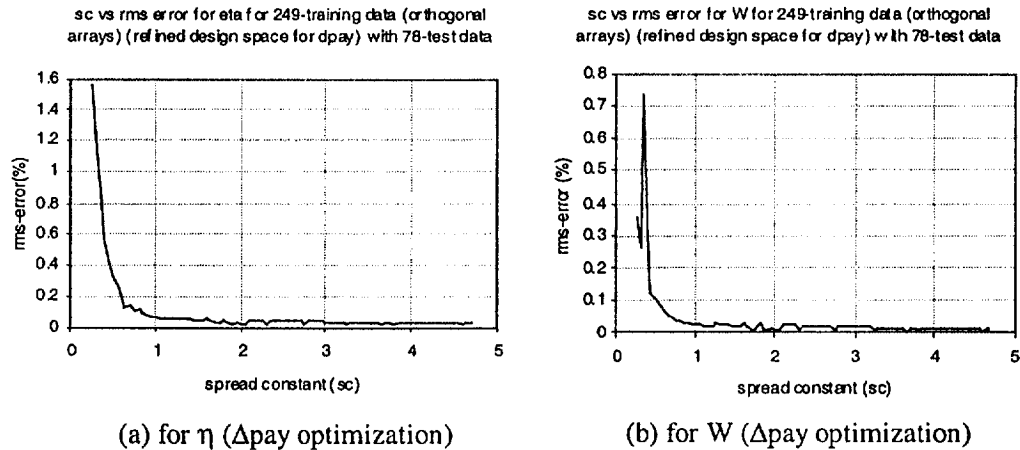 sc vs rms error for eta for 249-training data (orthogonal
arrays) (refined design space for dpay) with 78-test data
1.6
1.4
1.2
1
0.8
0.6
0.4
0.2
0
rms-error(%)
0 1 2 3 4 5
spread constant (sc)
(a) for η (Δpay optimization)
sc vs rms error for W for 249-training data (orthogonal
arrays) (refined design space for dpay) with 78-test data
0.8
0.7
0.6
0.5
0.4
0.3
0.2
0.1
0
rms-error(%)
0 1 2 3 4 5
spread constant (sc)
(b) for W (Δpay optimization)